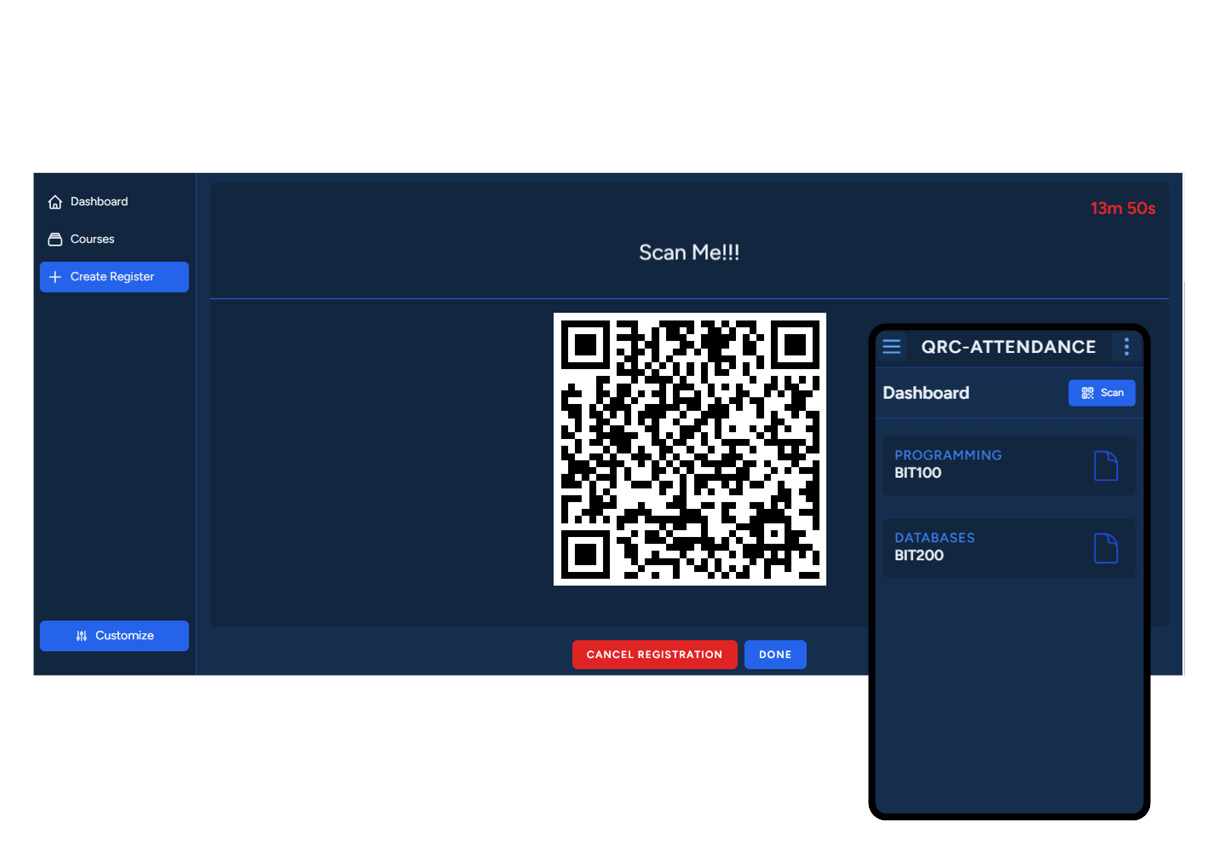 Dashboard
Courses
Create Register
Customize
13m 50s
Scan Me!!!
CANCEL REGISTRATION
DONE
QRC-ATTENDANCE
Dashboard
Scan
PROGRAMMING
BIT100
DATABASES
BIT200